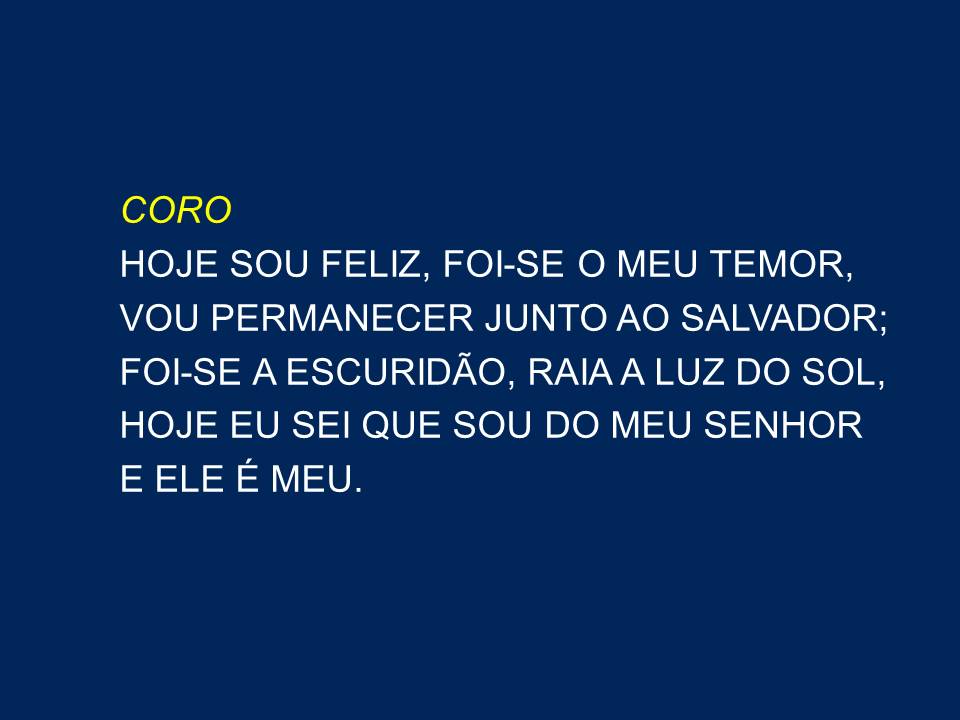 CORO
HOJE SOU FELIZ, FOI-SE O MEU TEMOR,
VOU PERMANECER JUNTO AO SALVADOR;
FOI-SE A ESCURIDÃO, RAIA A LUZ DO SOL,
HOJE EU SEI QUE SOU DO MEU SENHOR
E ELE É MEU.